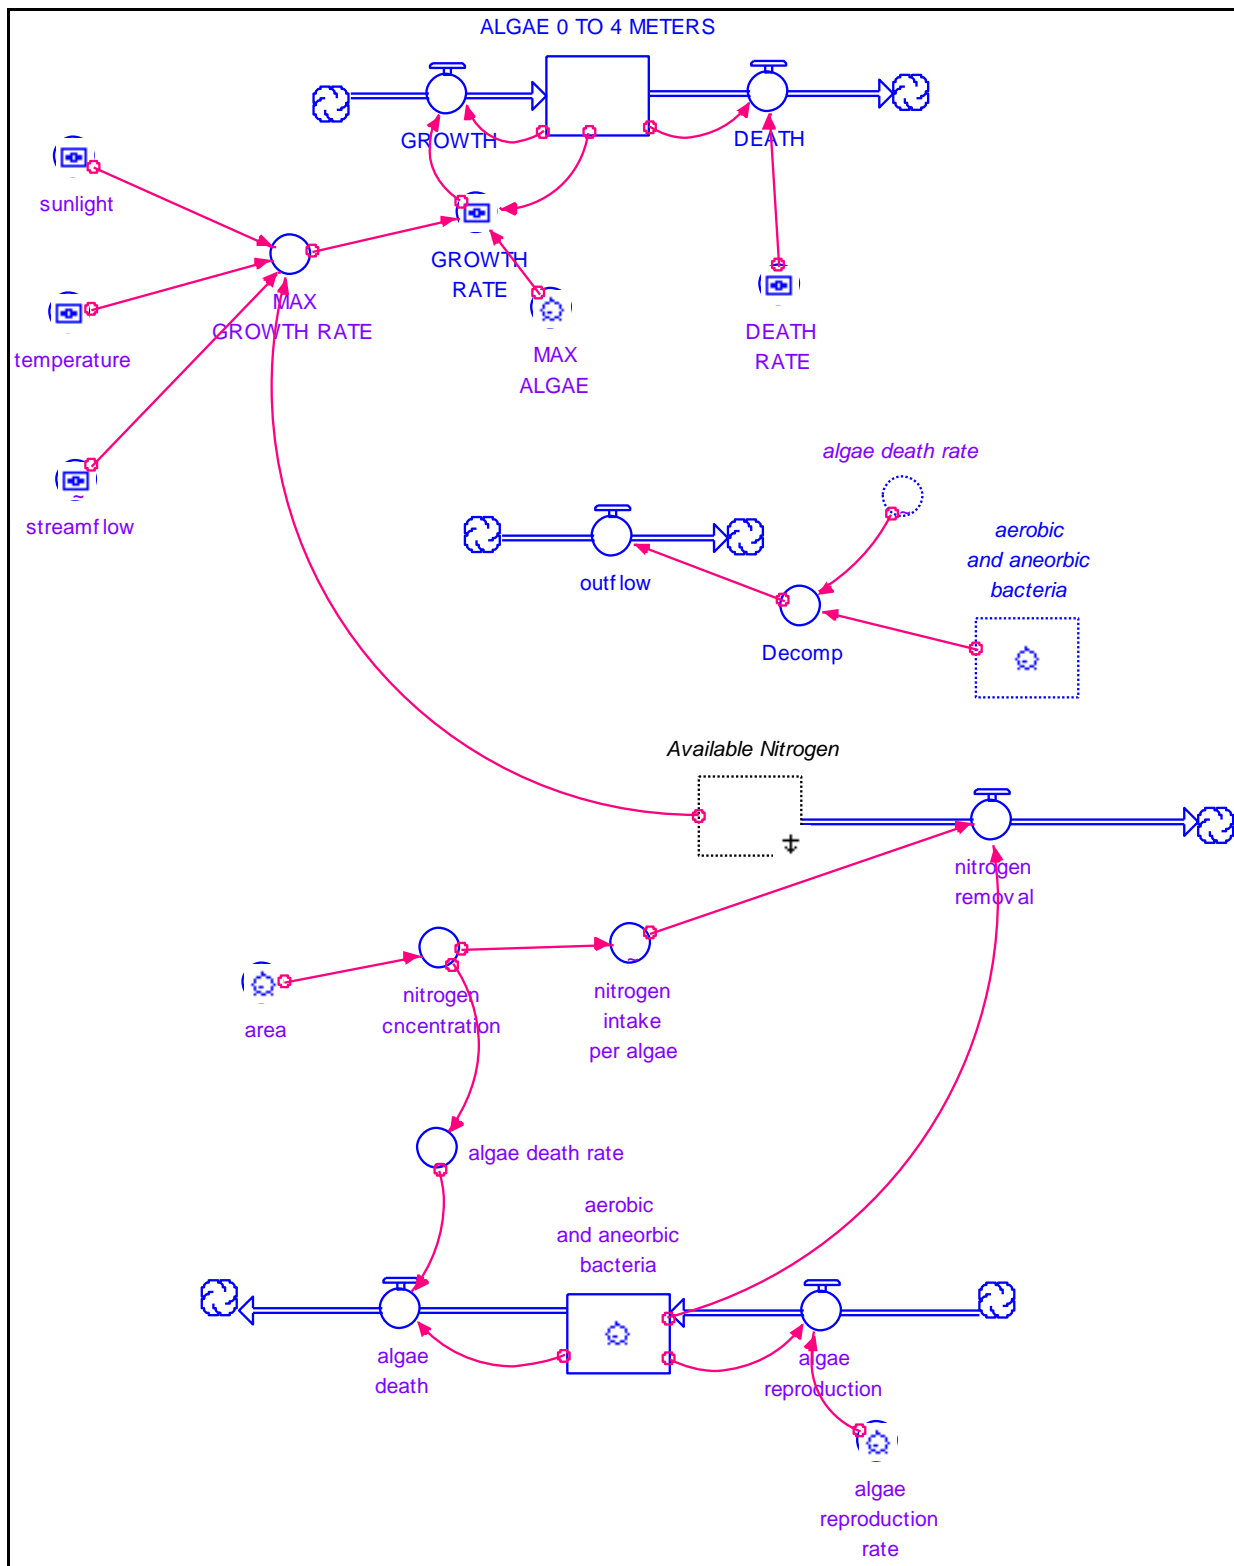 ALGAE 0 TO 4 METERS
GROWTH
DEATH
sunlight
GROWTH
RATE
MAX
GROWTH RATE
temperature
MAX
ALGAE
DEATH
RATE
streamflow
algae death rate
aerobic
and aneorbic
bacteria
outflow
Decomp
Available Nitrogen
nitrogen
removal
area
nitrogen
cncentration
nitrogen
intake
per algae
algae death rate
aerobic
and aneorbic
bacteria
algae
death
algae
reproduction
algae
reproduction
rate